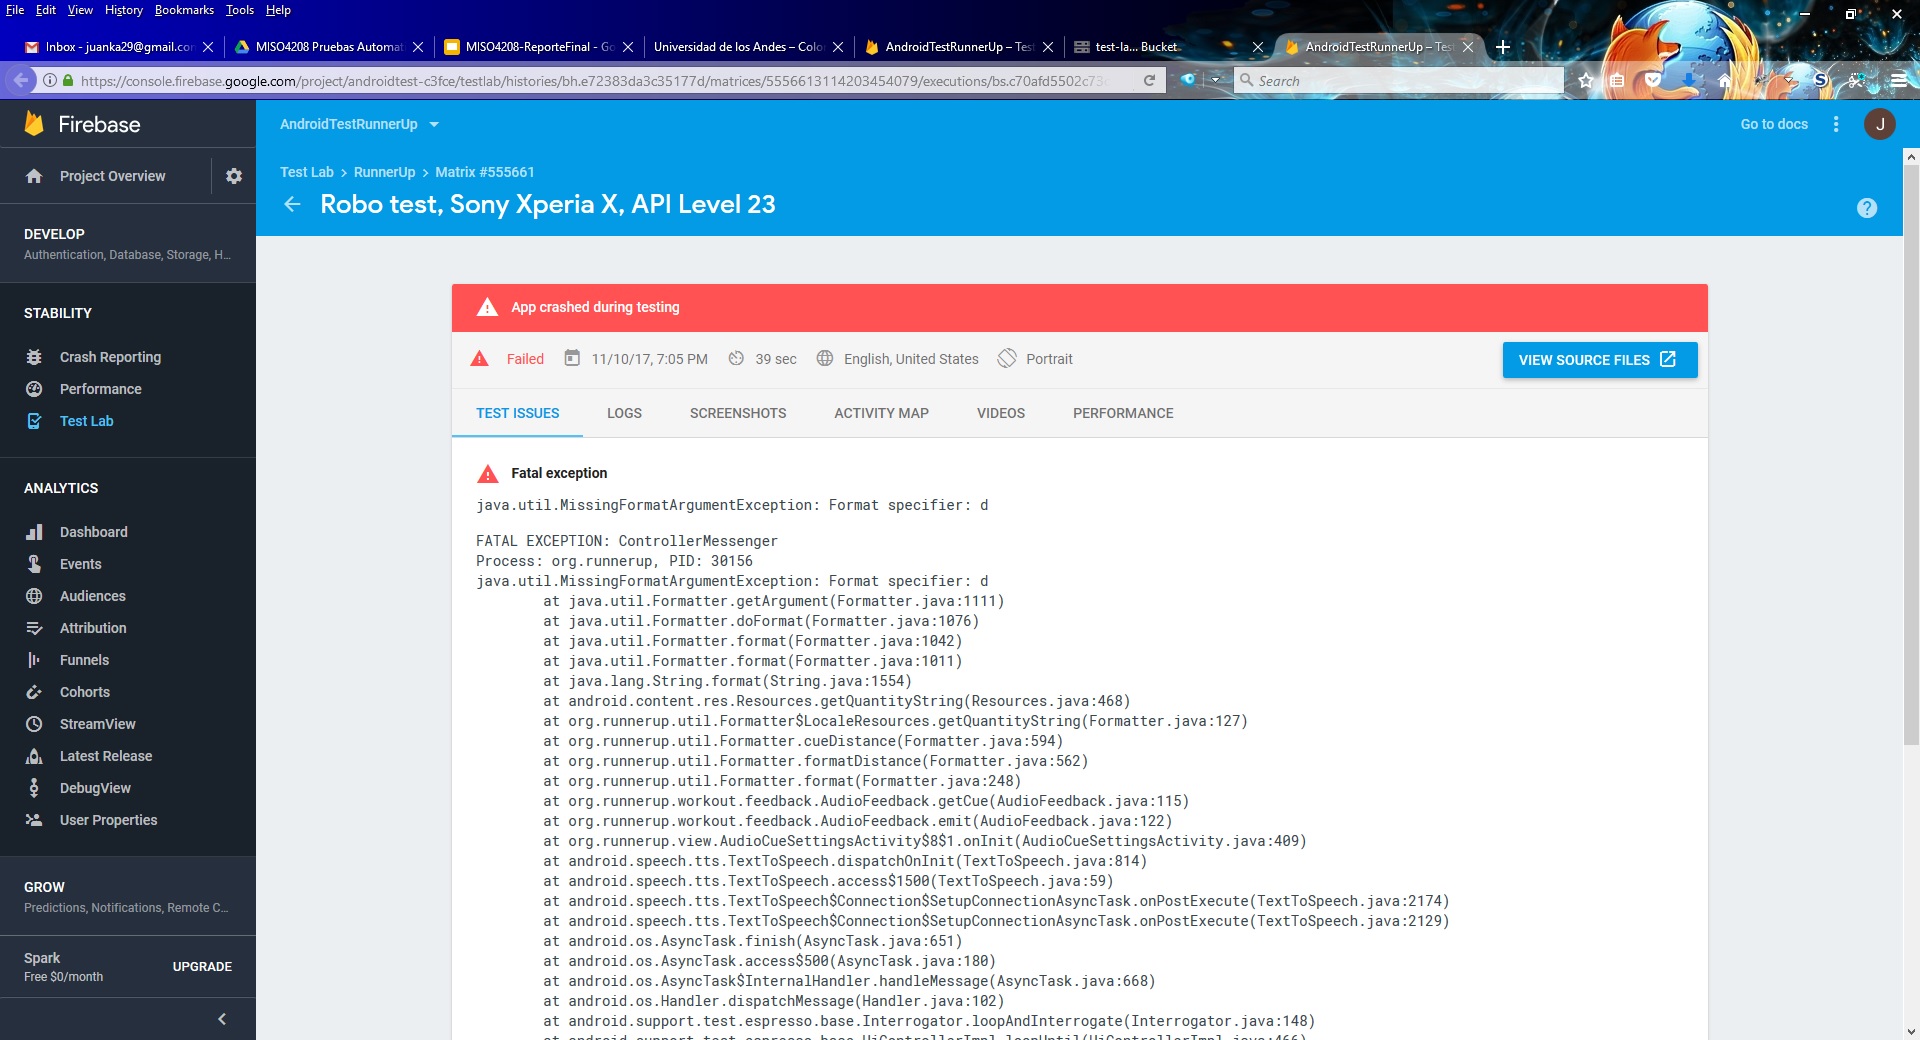 File Edit View History Bookmarks Tools Help
Inbox - juanka29@gmail.con
MISO4208 Pruebas Automat
MISO4208-ReporteFinal - Go
Universidad de los Andes – Colo
AndroidTestRunnerUp – Tes
test-la... Bucket
AndroidTestRunnerUp – Tes
https://console.firebase.google.com/project/androidtest-c3fce/testlab/histories/bh.e72383da3c35177d/matrices/5556613114203454079/executions/bs.c70afd5502c73
Search
Firebase
AndroidTestRunnerUp
Go to docs
J
Project Overview
Test Lab > RunnerUp > Matrix #555661
Robo test, Sony Xperia X, API Level 23
DEVELOP
Authentication, Database, Storage, H...
STABILITY
Crash Reporting
Performance
Test Lab
ANALYTICS
Dashboard
Events
Audiences
Attribution
Funnels
Cohorts
StreamView
Latest Release
DebugView
User Properties
GROW
Predictions, Notifications, Remote C...
Spark
Free $0/month
UPGRADE
App crashed during testing
Failed 11/10/17, 7:05 PM 39 sec English, United States Portrait
VIEW SOURCE FILES
TEST ISSUES LOGS SCREENSHOTS ACTIVITY MAP VIDEOS PERFORMANCE
Fatal exception
java.util.MissingFormatArgumentException: Format specifier: d
FATAL EXCEPTION: ControllerMessenger
Process: org.runnerup, PID: 30156
java.util.MissingFormatArgumentException: Format specifier: d
at java.util.Formatter.getArgument(Formatter.java:1111)
at java.util.Formatter.doFormat(Formatter.java:1076)
at java.util.Formatter.format(Formatter.java:1042)
at java.util.Formatter.format(Formatter.java:1011)
at java.lang.String.format(String.java:1554)
at android.content.res.Resources.getQuantityString(Resources.java:468)
at org.runnerup.util.Formatter$LocaleResources.getQuantityString(Formatter.java:127)
at org.runnerup.util.Formatter.cueDistance(Formatter.java:594)
at org.runnerup.util.Formatter.formatDistance(Formatter.java:562)
at org.runnerup.util.Formatter.format(Formatter.java:248)
at org.runnerup.workout.feedback.AudioFeedback.getCue(AudioFeedback.java:115)
at org.runnerup.workout.feedback.AudioFeedback.emit(AudioFeedback.java:122)
at org.runnerup.view.AudioCueSettingsActivity$8$1.onInit(AudioCueSettingsActivity.java:409)
at android.speech.tts.TextToSpeech.dispatchOnInit(TextToSpeech.java:814)
at android.speech.tts.TextToSpeech.access$1500(TextToSpeech.java:59)
at android.speech.tts.TextToSpeech$Connection$SetupConnectionAsyncTask.onPostExecute(TextToSpeech.java:2174)
at android.speech.tts.TextToSpeech$Connection$SetupConnectionAsyncTask.onPostExecute(TextToSpeech.java:2129)
at android.os.AsyncTask.finish(AsyncTask.java:651)
at android.os.AsyncTask.access$500(AsyncTask.java:180)
at android.os.AsyncTask$InternalHandler.handleMessage(AsyncTask.java:668)
at android.os.Handler.dispatchMessage(Handler.java:102)
at android.support.test.espresso.base.Interrogator.loopAndInterrogate(Interrogator.java:148)
at android.support.test.espresso.base.UiControllerImpl.loopUntil(UiControllerImpl.java:466)